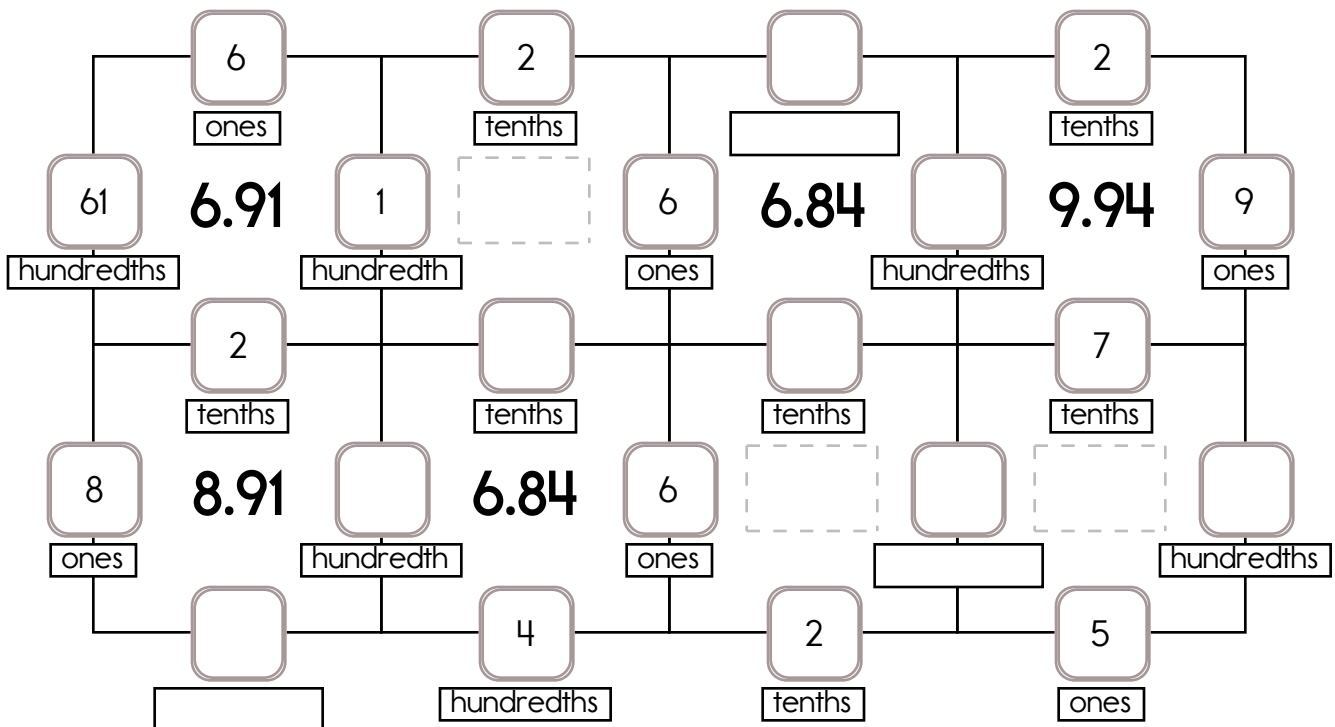 6 2 2
ones tenths tenths
61 6.91 1 6 6.84 9.94 9
hundredths hundredth ones hundredths ones
2 7
tenths tenths tenths tenths
8 8.91 6.84 6
ones hundredth ones hundredths
4 2 5
hundredths tenths ones